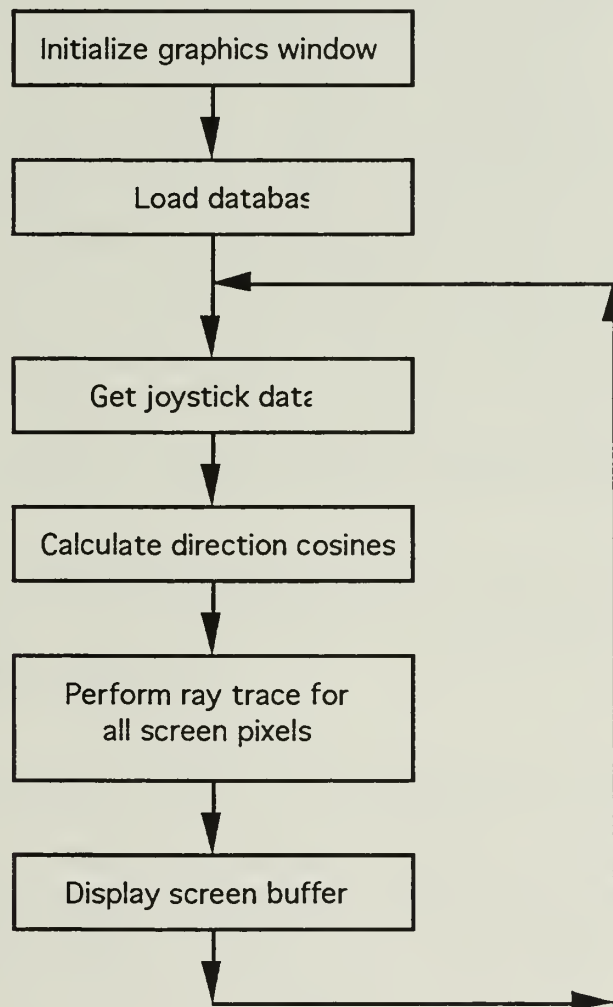 Initialize graphics window
Load databas
Get joystick data
Calculate direction cosines
Perform ray trace for
all screen pixels
Display screen buffer